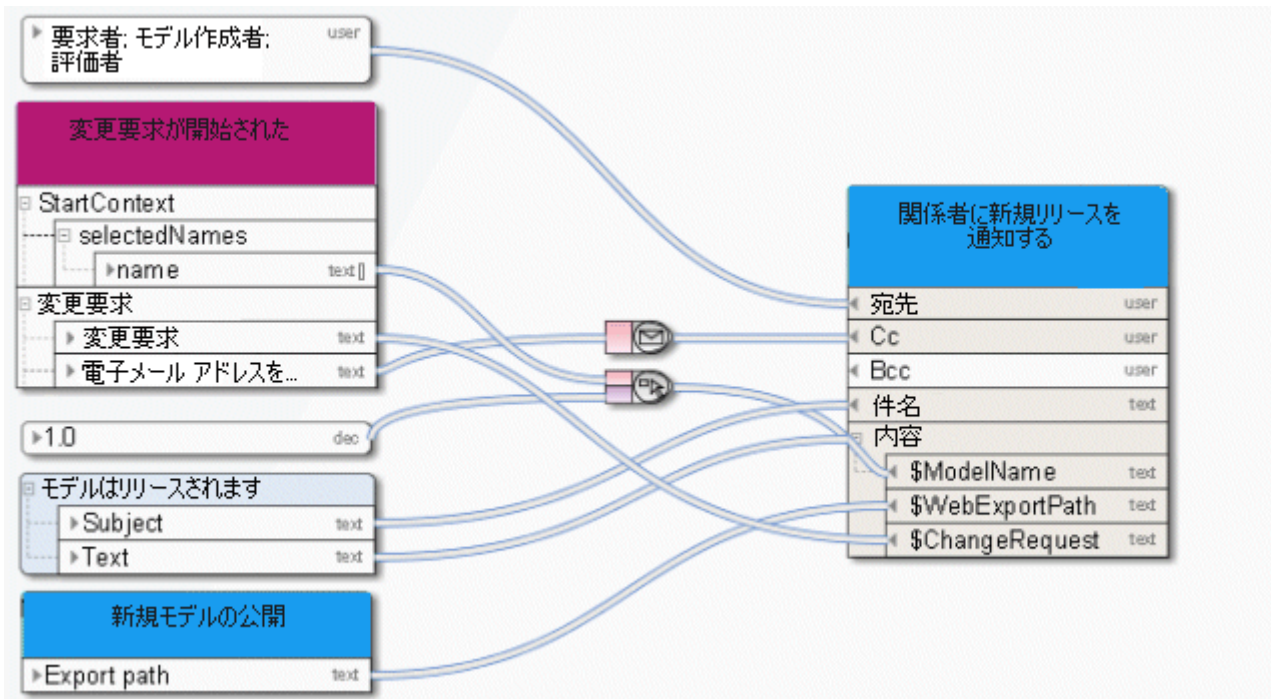 要求者; モデル作成者;
評価者
user
変更要求が開始された
StartContext
selectedNames
name text[]
変更要求
変更要求 text
電子メール アドレスを... text
1.0 dec
モデルはリリースされます
Subject text
Text text
新規モデルの公開
Export path text
関係者に新規リリースを
通知する
宛先 user
Cc user
Bcc user
件名 text
内容
$ModelName text
$WebExportPath text
$ChangeRequest text